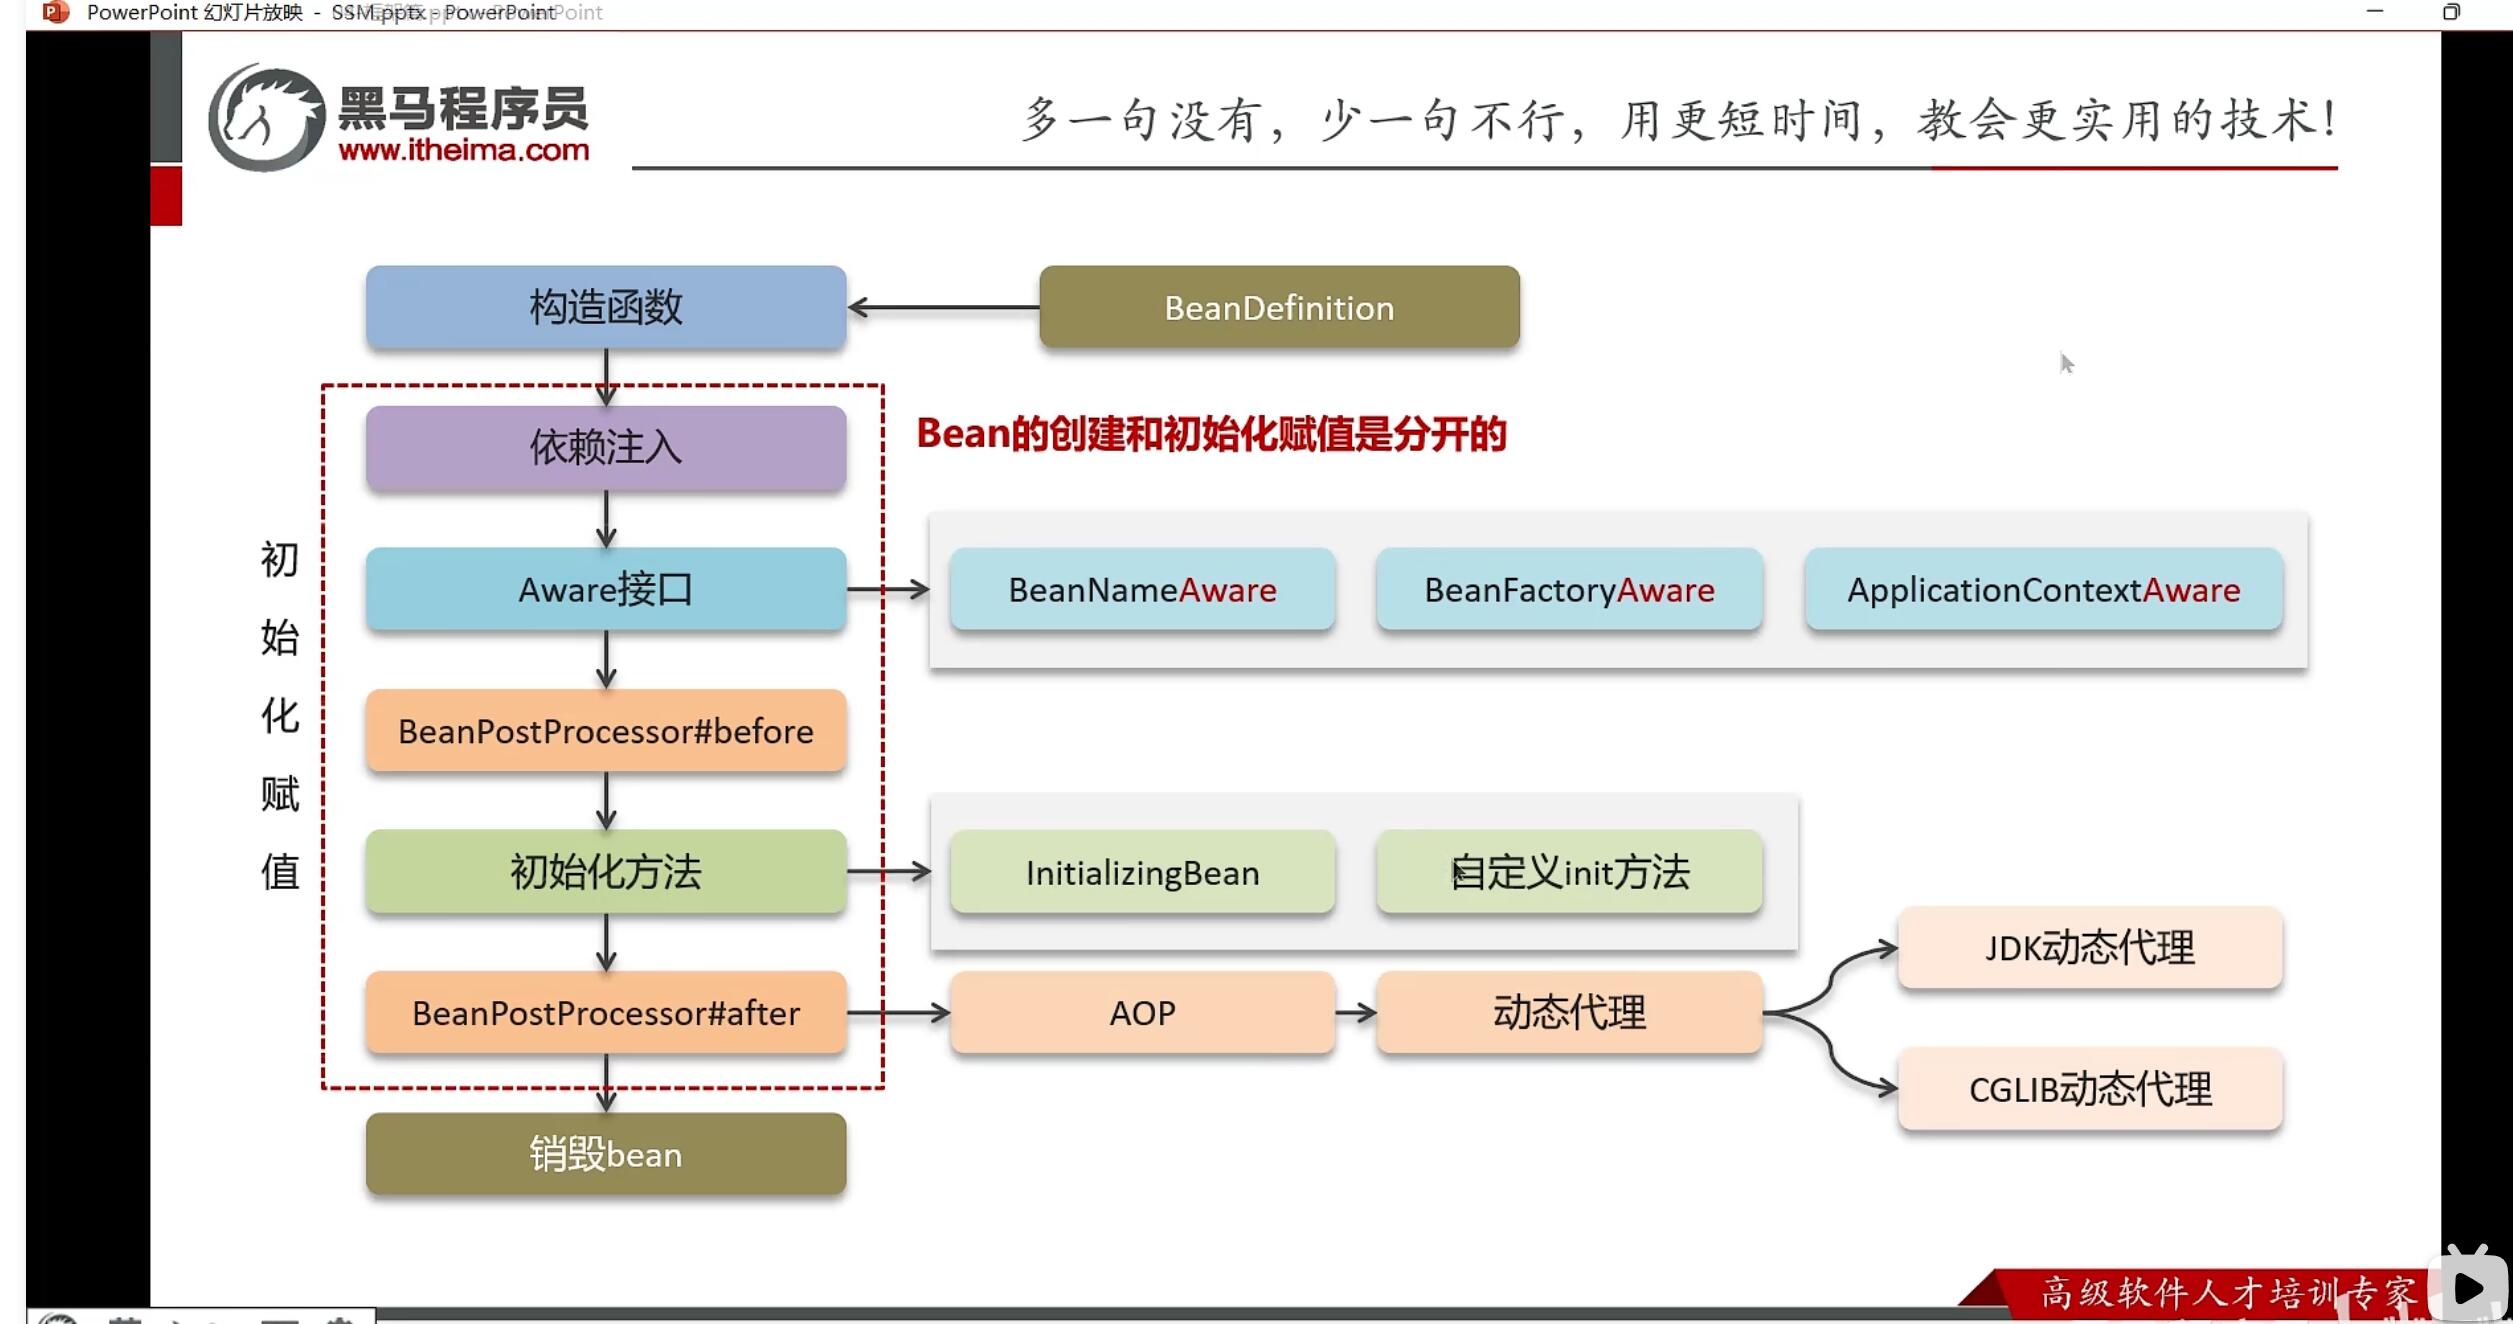 PowerPoint 幻灯片放映 - SSM.pptx - PowerPoint
黑马程序员
www.itheima.com
多一句没有，少一句不行，用更短时间，教会更实用的技术！
构造函数
BeanDefinition
依赖注入
Bean的创建和初始化赋值是分开的
初始化赋值
Aware接口
BeanNameAware
BeanFactoryAware
ApplicationContextAware
BeanPostProcessor#before
初始化方法
InitializingBean
自定义init方法
BeanPostProcessor#after
AOP
动态代理
JDK动态代理
CGLIB动态代理
销毁bean
高级软件人才培训专家